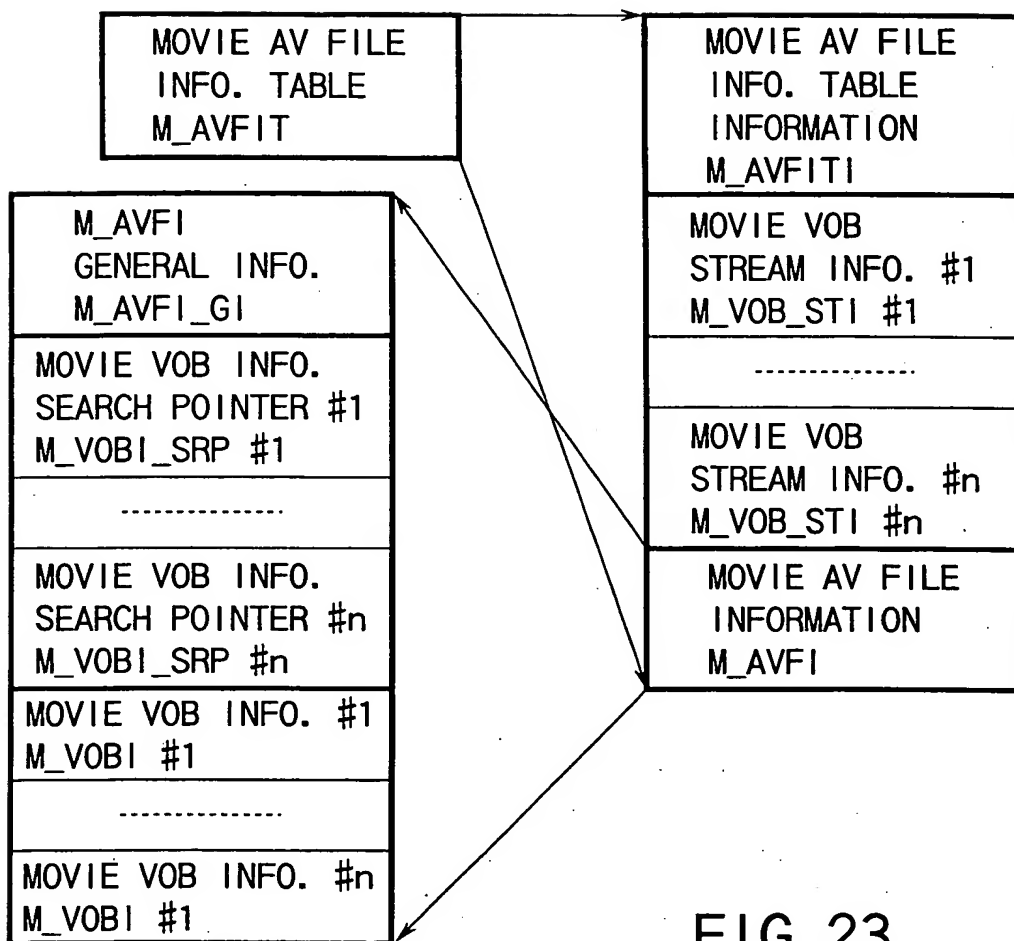 MOVIE AV FILE
INFO. TABLE
M_AVFIT
MOVIE AV FILE
INFO. TABLE
INFORMATION
M_AVFITI
MOVIE VOB
STREAM INFO. #1
M_VOB_STI #1
MOVIE VOB
STREAM INFO. #n
M_VOB_STI #n
MOVIE AV FILE
INFORMATION
M_AVFI
M_AVFI
GENERAL INFO.
M_AVFI_GI
MOVIE VOB INFO.
SEARCH POINTER #1
M_VOBI_SRP #1
MOVIE VOB INFO.
SEARCH POINTER #n
M_VOBI_SRP #n
MOVIE VOB INFO. #1
M_VOBI #1
MOVIE VOB INFO. #n
M_VOBI #1
FIG. 23